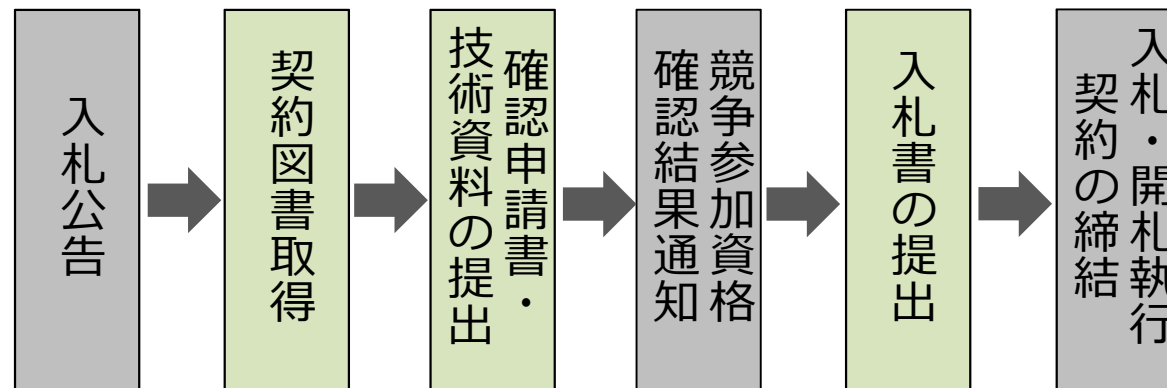 入札公告
契約図書取得
確認申請書・
技術資料の提出
競争参加資格
確認結果通知
入札書の提出
入札・開札執行
契約の締結